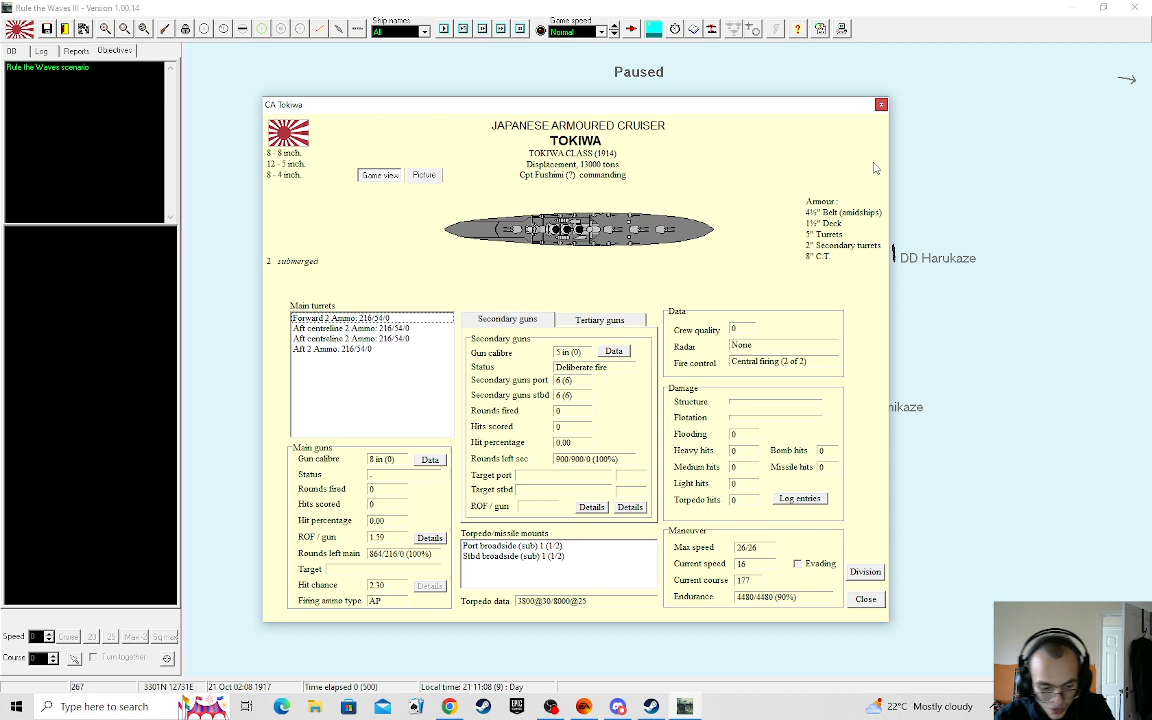 Rule the Waves III - Version 1.00.14
Ship names
All
Game speed
Normal
DB
Log
Reports
Objectives
Rule the Waves scenario
Paused
CA Tokiwa
JAPANESE ARMOURED CRUISER
TOKIWA
TOKIWA CLASS (1914)
Displacement, 13000 tons
Cpt Fushimi (?) commanding
8 - 8 inch.
12 - 5 inch.
8 - 4 inch.
Game view
Picture
Armour :
4½" Belt (amidships)
1½" Deck
5" Turrets
2" Secondary turrets
8" C.T.
DD Harukaze
2 submerged
Main turrets
Forward 2 Ammo: 216/54/0
Aft centreline 2 Ammo: 216/54/0
Aft centreline 2 Ammo: 216/54/0
Aft 2 Ammo: 216/54/0
Main guns
Gun calibre 8 in (0) Data
Status -
Rounds fired 0
Hits scored 0
Hit percentage 0.00
ROF / gun 1.59 Details
Rounds left main 864/216/0 (100%)
Target
Hit chance 2.30 Details
Firing ammo type AP
Secondary guns
Tertiary guns
Secondary guns
Gun calibre 5 in (0) Data
Status Deliberate fire
Secondary guns port 6 (6)
Secondary guns stbd 6 (6)
Rounds fired 0
Hits scored 0
Hit percentage 0.00
Rounds left sec 900/900/0 (100%)
Target port
Target stbd
ROF / gun Details Details
Torpedo/missile mounts
Port broadside (sub) 1 (1/2)
Stbd broadside (sub) 1 (1/2)
Torpedo data 3800@30/8000@25
Data
Crew quality 0
Radar None
Fire control Central firing (2 of 2)
Damage
Structure
Flotation
Flooding 0
Heavy hits 0 Bomb hits 0
Medium hits 0 Missile hits 0
Light hits 0
Torpedo hits 0 Log entries
Maneuver
Max speed 26/26
Current speed 16 Evading
Current course 177
Endurance 4480/4480 (90%)
Division
Close
nikaze
Speed 0 Cruise 20 25 Max-2 Sq max
Course 0 Turn together
267
3301N 12731E
21 Oct 02:08 1917
Time elapsed 0 (500)
Local time: 21 11:08 (9) : Day
Type here to search
22°C Mostly cloudy